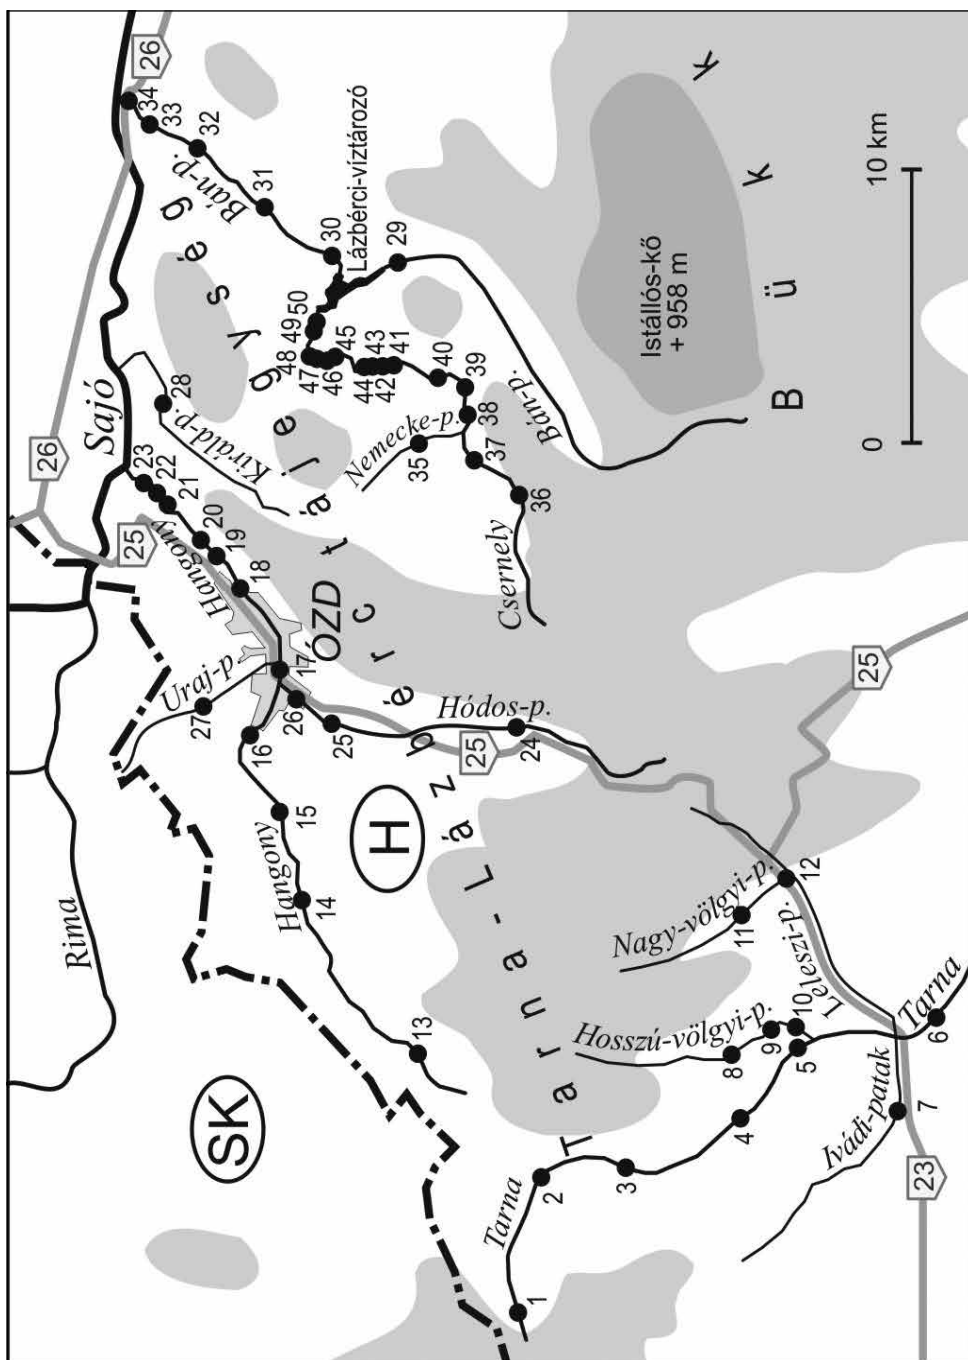 SK
Rima
Sajó
26
26
25
H
Tarna
Hangony
Uraj-p.
Hangony
ÓZD
Királd-p.
Bán-p.
Hódos-p.
25
T a r n a - L á z b é r c t á j e g y s é g
Nemecke-p.
Csernely
Lázbérci-víztározó
Bán-p.
Hosszú-völgyi-p.
Nagy-völgyi-p.
Leleszi-p.
Ivádi-patak
Tarna
23
25
Istállós-kő
+ 958 m
B ü k k
0 10 km
1
2
3
4
5
6
7
8
9
10
11
12
13
14
15
16
17
18
19
20
21
22
23
24
25
26
27
28
29
30
31
32
33
34
35
36
37
38
39
40
41
42
43
44
45
46
47
48
49
50